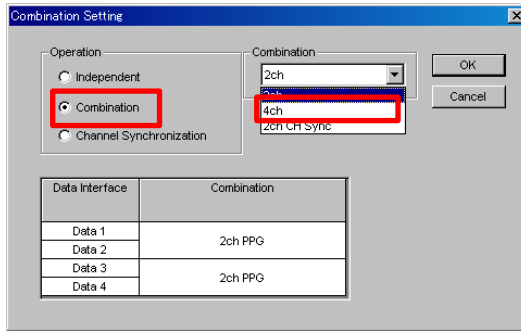 Combination Setting
Operation
Independent
Combination
Channel Synchronization
Combination
2ch
2ch
4ch
2ch CH Sync
OK
Cancel
Data Interface
Combination
Data 1
Data 2
2ch PPG
Data 3
Data 4
2ch PPG